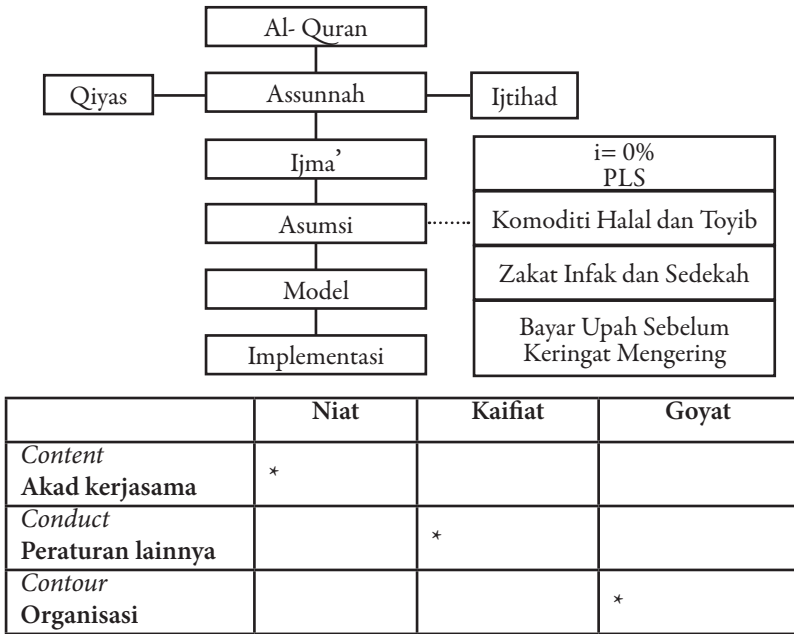 Al- Quran
Qiyas
Assunnah
Ijtihad
Ijma’
i= 0%
PLS
Asumsi
Komoditi Halal dan Toyib
Zakat Infak dan Sedekah
Model
Bayar Upah Sebelum
Keringat Mengering
Implementasi
Niat Kaifiat Goyat
Content
Akad kerjasama
*
Conduct
Peraturan lainnya
*
Contour
Organisasi
*